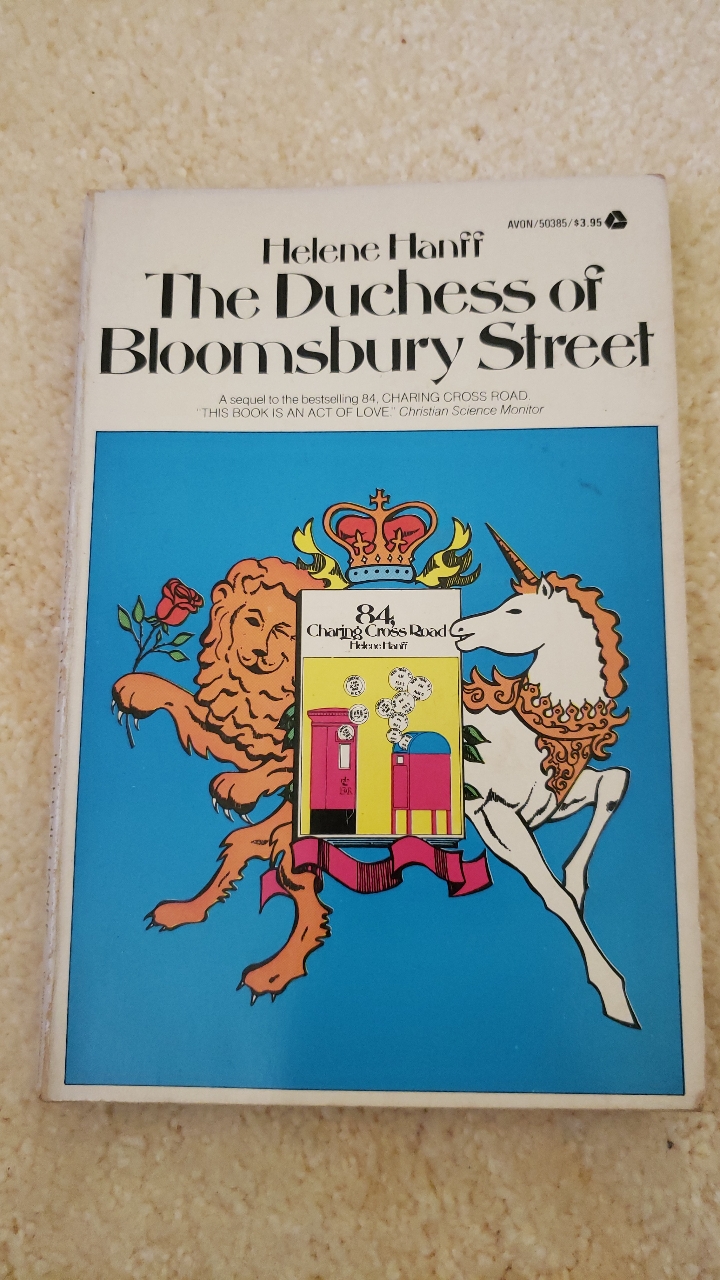 AVON/50385/$3.95
Helene Hanff
The Duchess of
Bloomsbury Street
A sequel to the bestselling 84, CHARING CROSS ROAD.
"THIS BOOK IS AN ACT OF LOVE." Christian Science Monitor
84,
Charing Cross Road
Helene Hanff